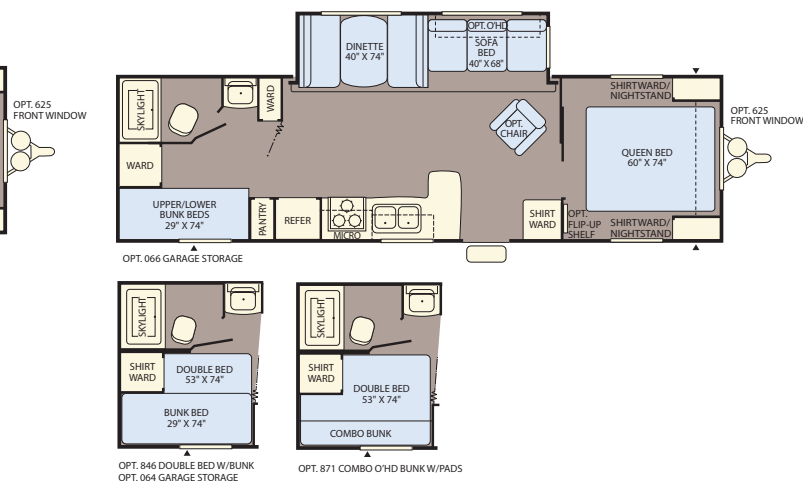 OPT. 625
FRONT WINDOW
SKYLIGHT
WARD
WARD
UPPER/LOWER
BUNK BEDS
29" X 74"
PANTRY
REFER
MICRO
DINETTE
40" X 74"
OPT. O'HD
SOFA
BED
40" X 68"
OPT.
CHAIR
SHIRT
WARD
OPT.
FLIP-UP
SHELF
SHIRTWARD/
NIGHTSTAND
QUEEN BED
60" X 74"
SHIRTWARD/
NIGHTSTAND
OPT. 625
FRONT WINDOW
OPT. 066 GARAGE STORAGE
SKYLIGHT
SHIRT
WARD
DOUBLE BED
53" X 74"
BUNK BED
29" X 74"
OPT. 846 DOUBLE BED W/BUNK
OPT. 064 GARAGE STORAGE
SKYLIGHT
SHIRT
WARD
DOUBLE BED
53" X 74"
COMBO BUNK
OPT. 871 COMBO O'HD BUNK W/PADS